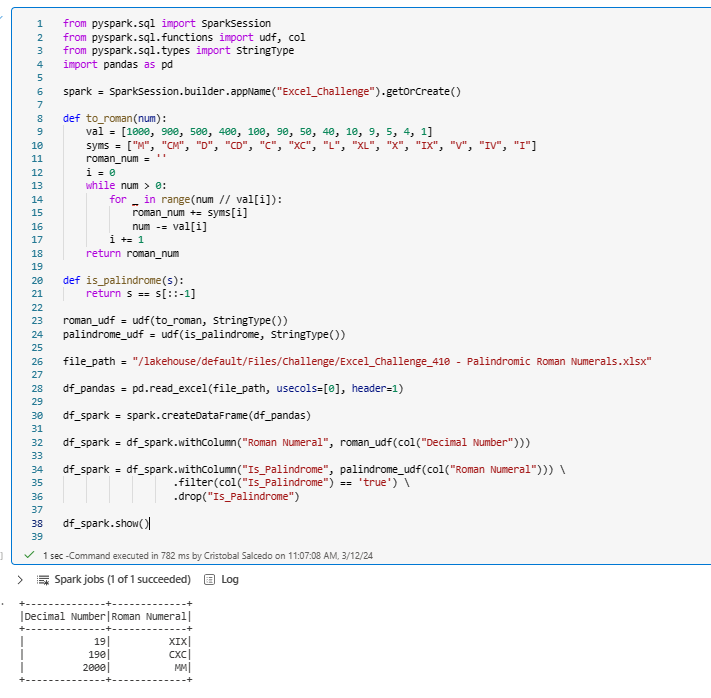 1 from pyspark.sql import SparkSession
2 from pyspark.sql.functions import udf, col
3 from pyspark.sql.types import StringType
4 import pandas as pd
5
6 spark = SparkSession.builder.appName("Excel_Challenge").getOrCreate()
7
8 def to_roman(num):
9     val = [1000, 900, 500, 400, 100, 90, 50, 40, 10, 9, 5, 4, 1]
10     syms = ["M", "CM", "D", "CD", "C", "XC", "L", "XL", "X", "IX", "V", "IV", "I"]
11     roman_num = ''
12     i = 0
13     while num > 0:
14         for _ in range(num // val[i]):
15             roman_num += syms[i]
16             num -= val[i]
17         i += 1
18     return roman_num
19
20 def is_palindrome(s):
21     return s == s[::-1]
22
23 roman_udf = udf(to_roman, StringType())
24 palindrome_udf = udf(is_palindrome, StringType())
25
26 file_path = "/lakehouse/default/Files/Challenge/Excel_Challenge_410 - Palindromic Roman Numerals.xlsx"
27
28 df_pandas = pd.read_excel(file_path, usecols=[0], header=1)
29
30 df_spark = spark.createDataFrame(df_pandas)
31
32 df_spark = df_spark.withColumn("Roman Numeral", roman_udf(col("Decimal Number")))
33
34 df_spark = df_spark.withColumn("Is_Palindrome", palindrome_udf(col("Roman Numeral"))) \
35                 .filter(col("Is_Palindrome") == 'true') \
36                 .drop("Is_Palindrome")
37
38 df_spark.show()
39
1 sec -Command executed in 782 ms by Cristobal Salcedo on 11:07:08 AM, 3/12/24
Spark jobs (1 of 1 succeeded) Log
+--------------+-------------+
|Decimal Number|Roman Numeral|
+--------------+-------------+
|            19|          XIX|
|           190|          CXC|
|          2000|           MM|
+--------------+-------------+